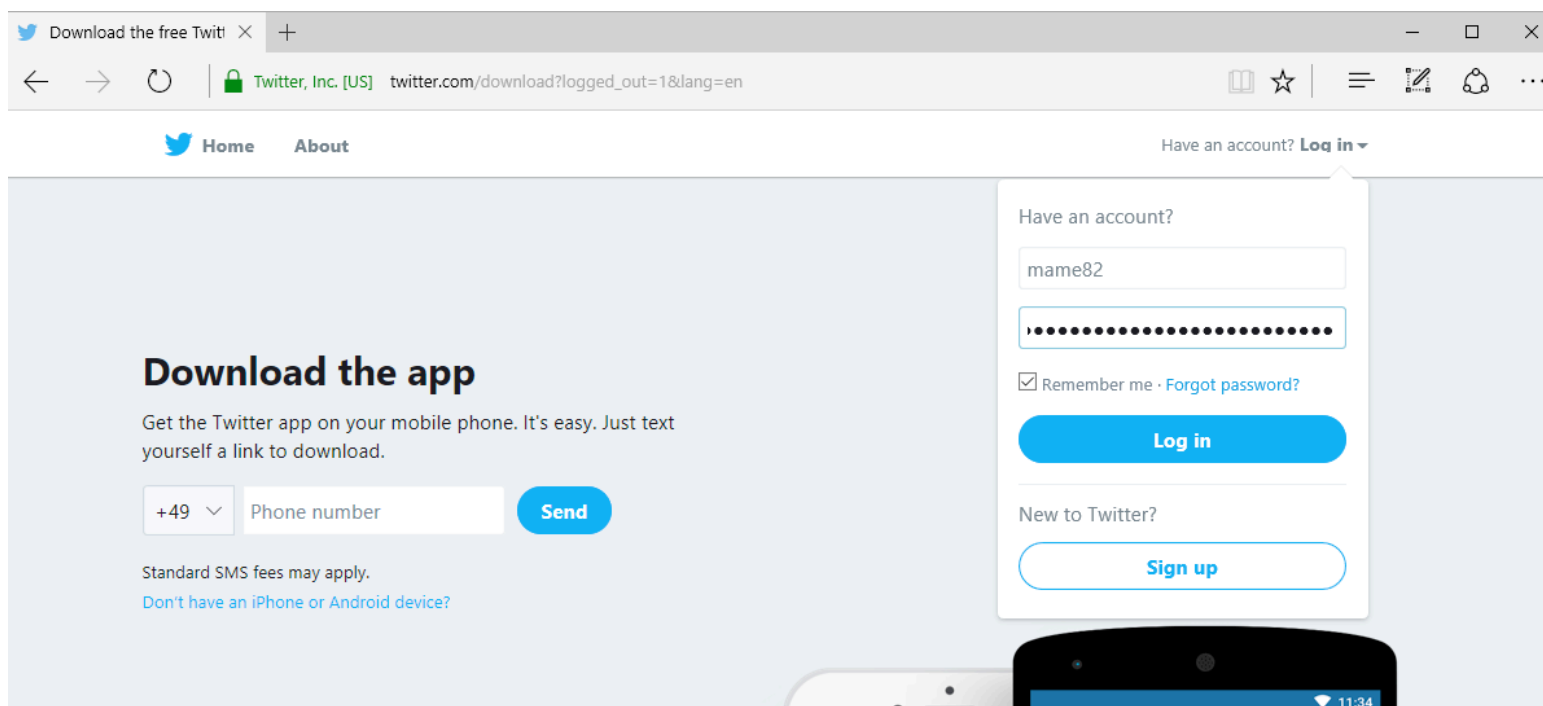 Download the free Twitt
Twitter, Inc. [US] twitter.com/download?logged_out=1&lang=en
Home About
Have an account? Log in
Have an account?
mame82
Remember me · Forgot password?
Log in
New to Twitter?
Sign up
Download the app
Get the Twitter app on your mobile phone. It's easy. Just text
yourself a link to download.
+49 Phone number Send
Standard SMS fees may apply.
Don't have an iPhone or Android device?
11:34